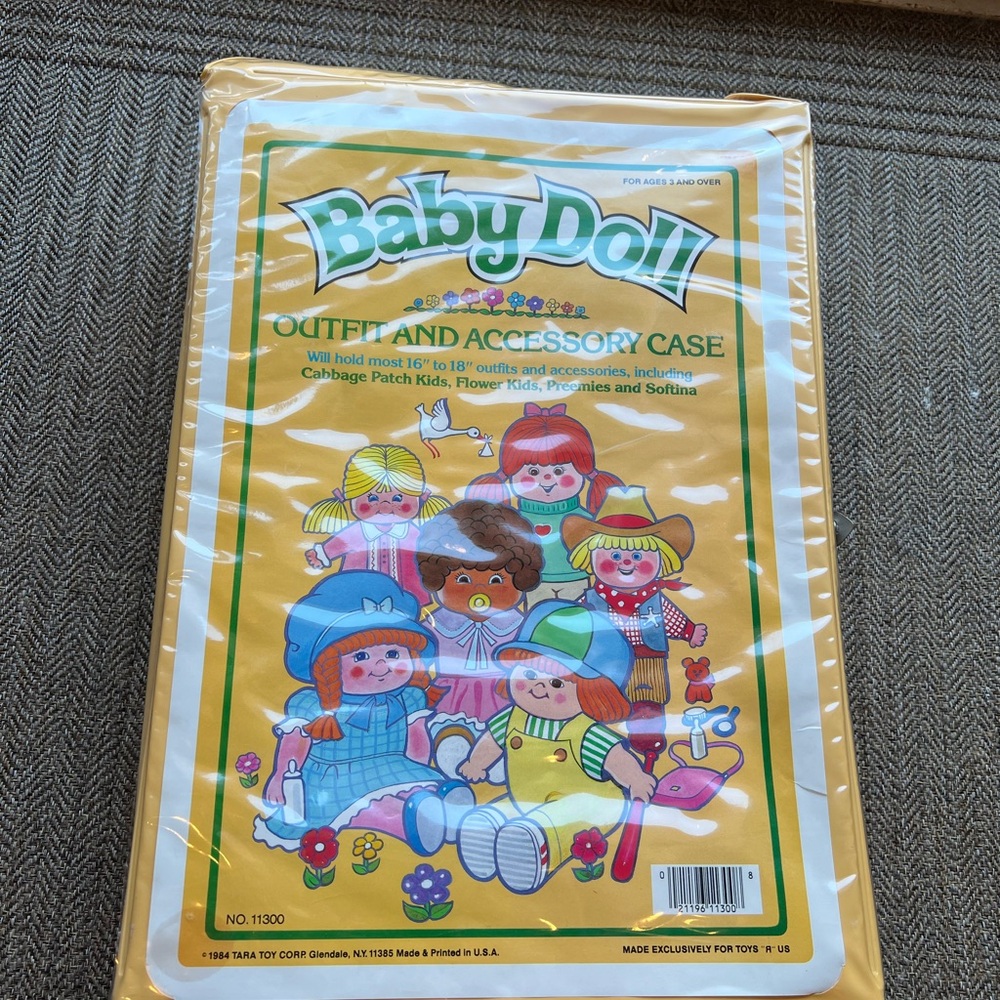 FOR AGES 3 AND OVER
Baby Doll
OUTFIT AND ACCESSORY CASE
Will hold most 16" to 18" outfits and accessories, including
Cabbage Patch Kids, Flower Kids, Preemies and Softina
0 8
21196 11300
NO. 11300
©1984 TARA TOY CORP. Glendale, N.Y. 11385 Made & Printed in U.S.A.
MADE EXCLUSIVELY FOR TOYS "R" US